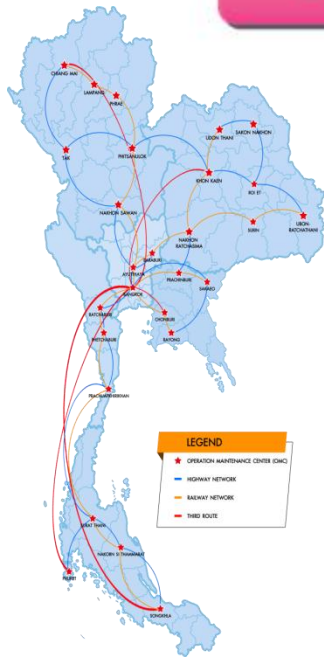 CHIANG MAI
LAMPANG
PHRAE
UDON THANI
SAKON NAKHON
TAK
PHITSANULOK
KHON KAEN
ROI ET
NAKHON SAWAN
UBON
RATCHATHANI
SURIN
NAKHON
RATCHASIMA
SARABURI
AYUTTHAYA
PRACHINBURI
SAKAEO
BANGKOK
RATCHABURI
CHONBURI
PHETCHBURI
RAYONG
PRACHUAPKHIRIKHAN
LEGEND
OPERATION MAINTENANCE CENTER (OMC)
HIGHWAY NETWORK
RAILWAY NETWORK
THIRD ROUTE
SURAT THANI
NAKORN SI THAMMARAT
PHUKET
SONGKHLA